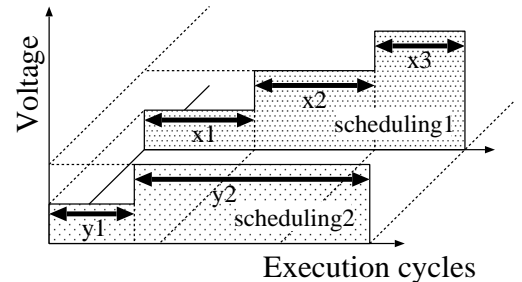 Voltage
x3
x2
x1
scheduling1
y2
y1
scheduling2
Execution cycles